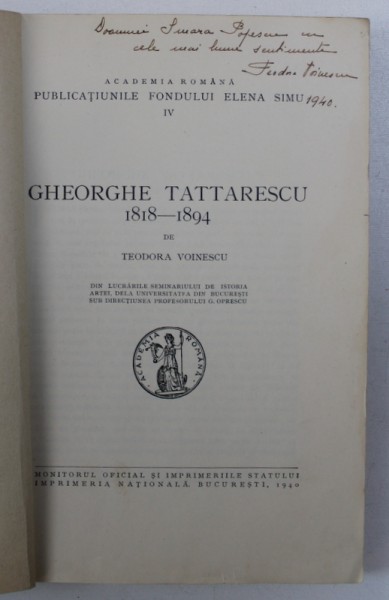 Doamnei Smara Popescu cu
cele mai bune sentimente
Teodora Voinescu
1940.
ACADEMIA ROMÂNĂ
PUBLICAȚIUNILE FONDULUI ELENA SIMU
IV
GHEORGHE TATTARESCU
1818—1894
DE
TEODORA VOINESCU
DIN LUCRĂRILE SEMINARIULUI DE ISTORIA
ARTEI, DELA UNIVERSITATEA DIN BUCUREȘTI
SUB DIRECȚIUNEA PROFESORULUI G. OPRESCU
ACADEMIA ROMÂNĂ
MONITORUL OFICIAL ȘI IMPRIMERIILE STATULUI
IMPRIMERIA NAȚIONALĂ. BUCUREȘTI, 1940